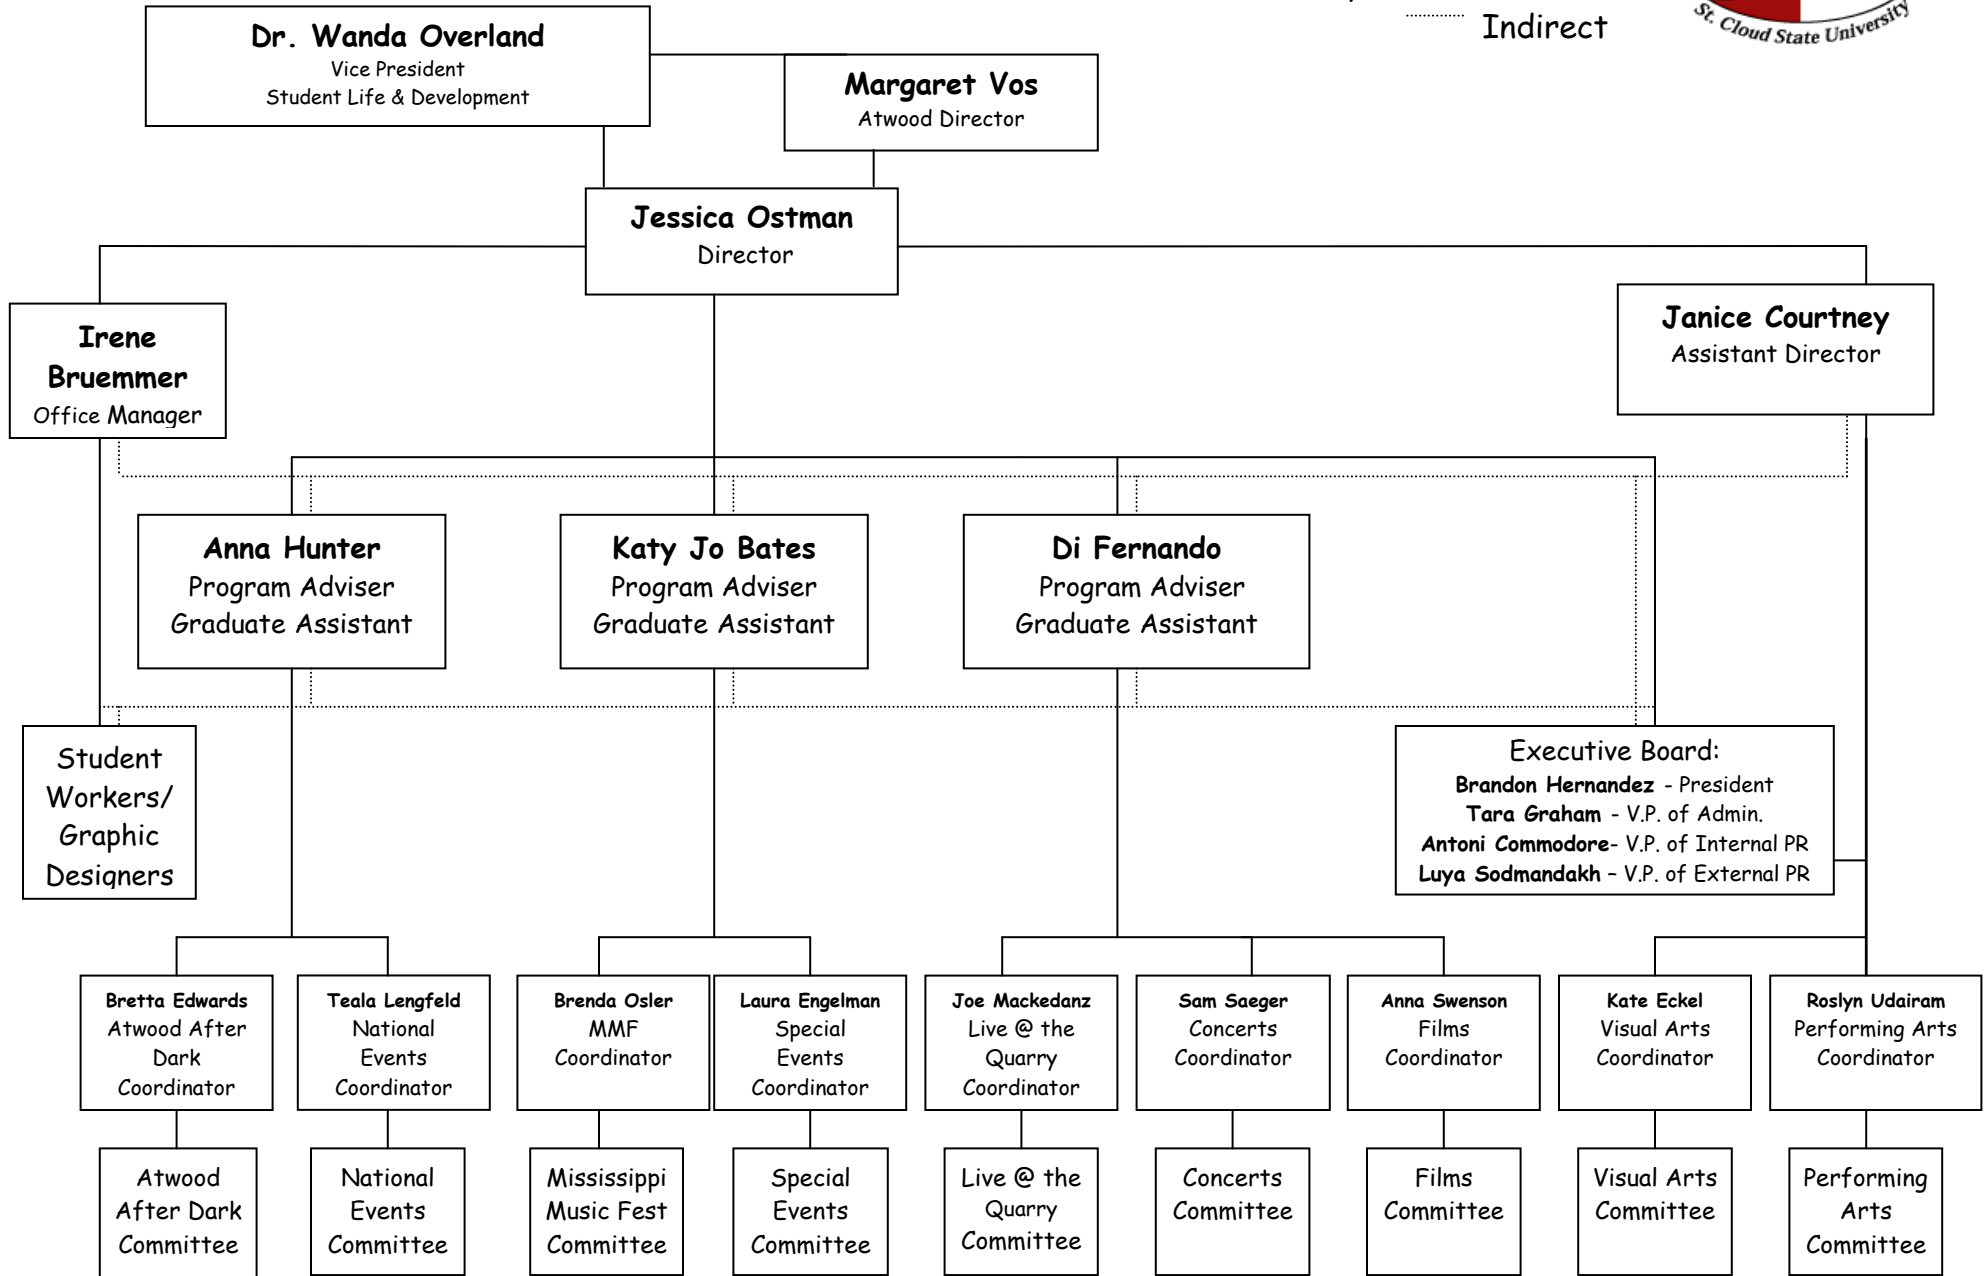 Indirect
St. Cloud State University
Dr. Wanda Overland
Vice President
Student Life & Development
Margaret Vos
Atwood Director
Jessica Ostman
Director
Irene
Bruemmer
Office Manager
Janice Courtney
Assistant Director
Anna Hunter
Program Adviser
Graduate Assistant
Katy Jo Bates
Program Adviser
Graduate Assistant
Di Fernando
Program Adviser
Graduate Assistant
Student
Workers/
Graphic
Designers
Executive Board:
Brandon Hernandez - President
Tara Graham - V.P. of Admin.
Antoni Commodore- V.P. of Internal PR
Luya Sodmandakh – V.P. of External PR
Bretta Edwards
Atwood After
Dark
Coordinator
Teala Lengfeld
National
Events
Coordinator
Brenda Osler
MMF
Coordinator
Laura Engelman
Special
Events
Coordinator
Joe Mackedanz
Live @ the
Quarry
Coordinator
Sam Saeger
Concerts
Coordinator
Anna Swenson
Films
Coordinator
Kate Eckel
Visual Arts
Coordinator
Roslyn Udairam
Performing Arts
Coordinator
Atwood
After Dark
Committee
National
Events
Committee
Mississippi
Music Fest
Committee
Special
Events
Committee
Live @ the
Quarry
Committee
Concerts
Committee
Films
Committee
Visual Arts
Committee
Performing
Arts
Committee